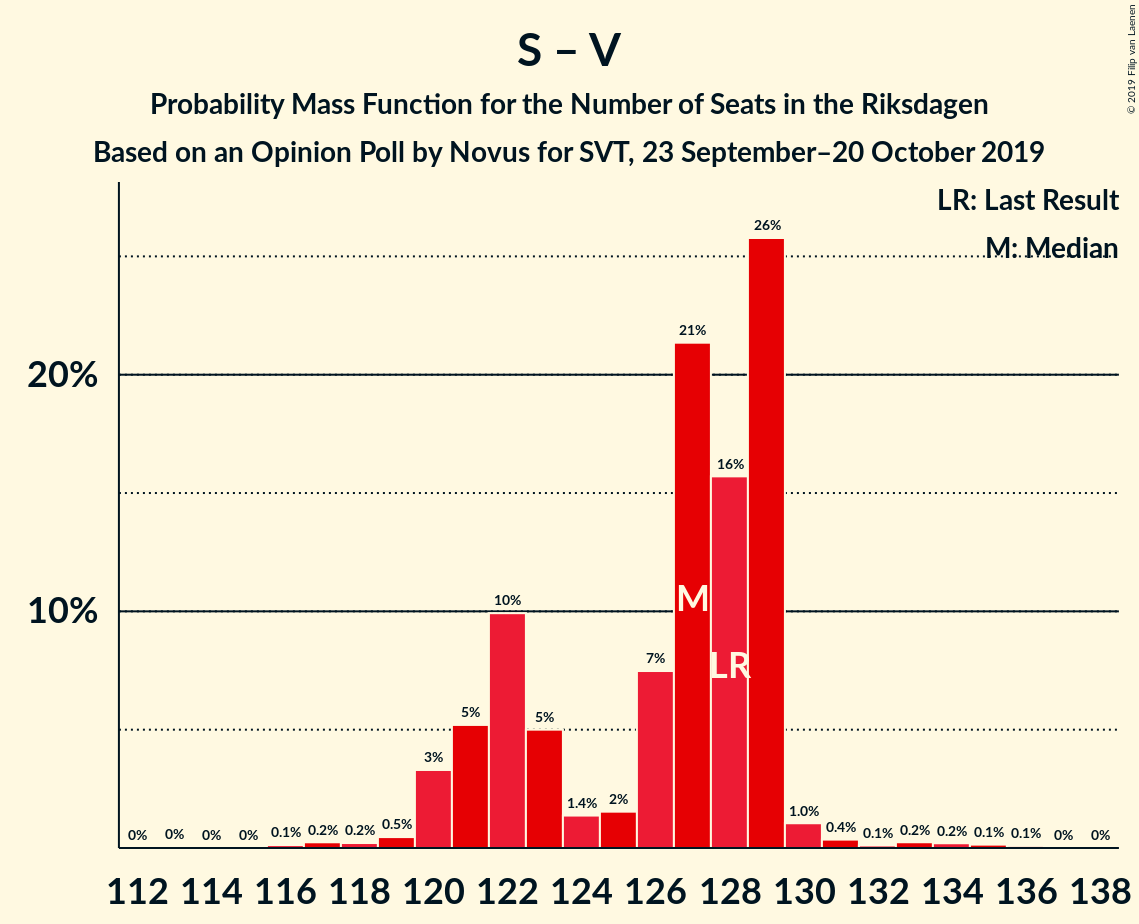 S – V
Probability Mass Function for the Number of Seats in the Riksdagen
Based on an Opinion Poll by Novus for SVT, 23 September–20 October 2019
© 2019 Filip van Laenen
LR: Last Result
M: Median
20%
10%
0% 0% 0% 0% 0.1% 0.2% 0.2% 0.5% 3% 5% 10% 5% 1.4% 2% 7% 21% 16% 26% 1.0% 0.4% 0.1% 0.2% 0.2% 0.1% 0.1% 0% 0%
M
LR
112 114 116 118 120 122 124 126 128 130 132 134 136 138